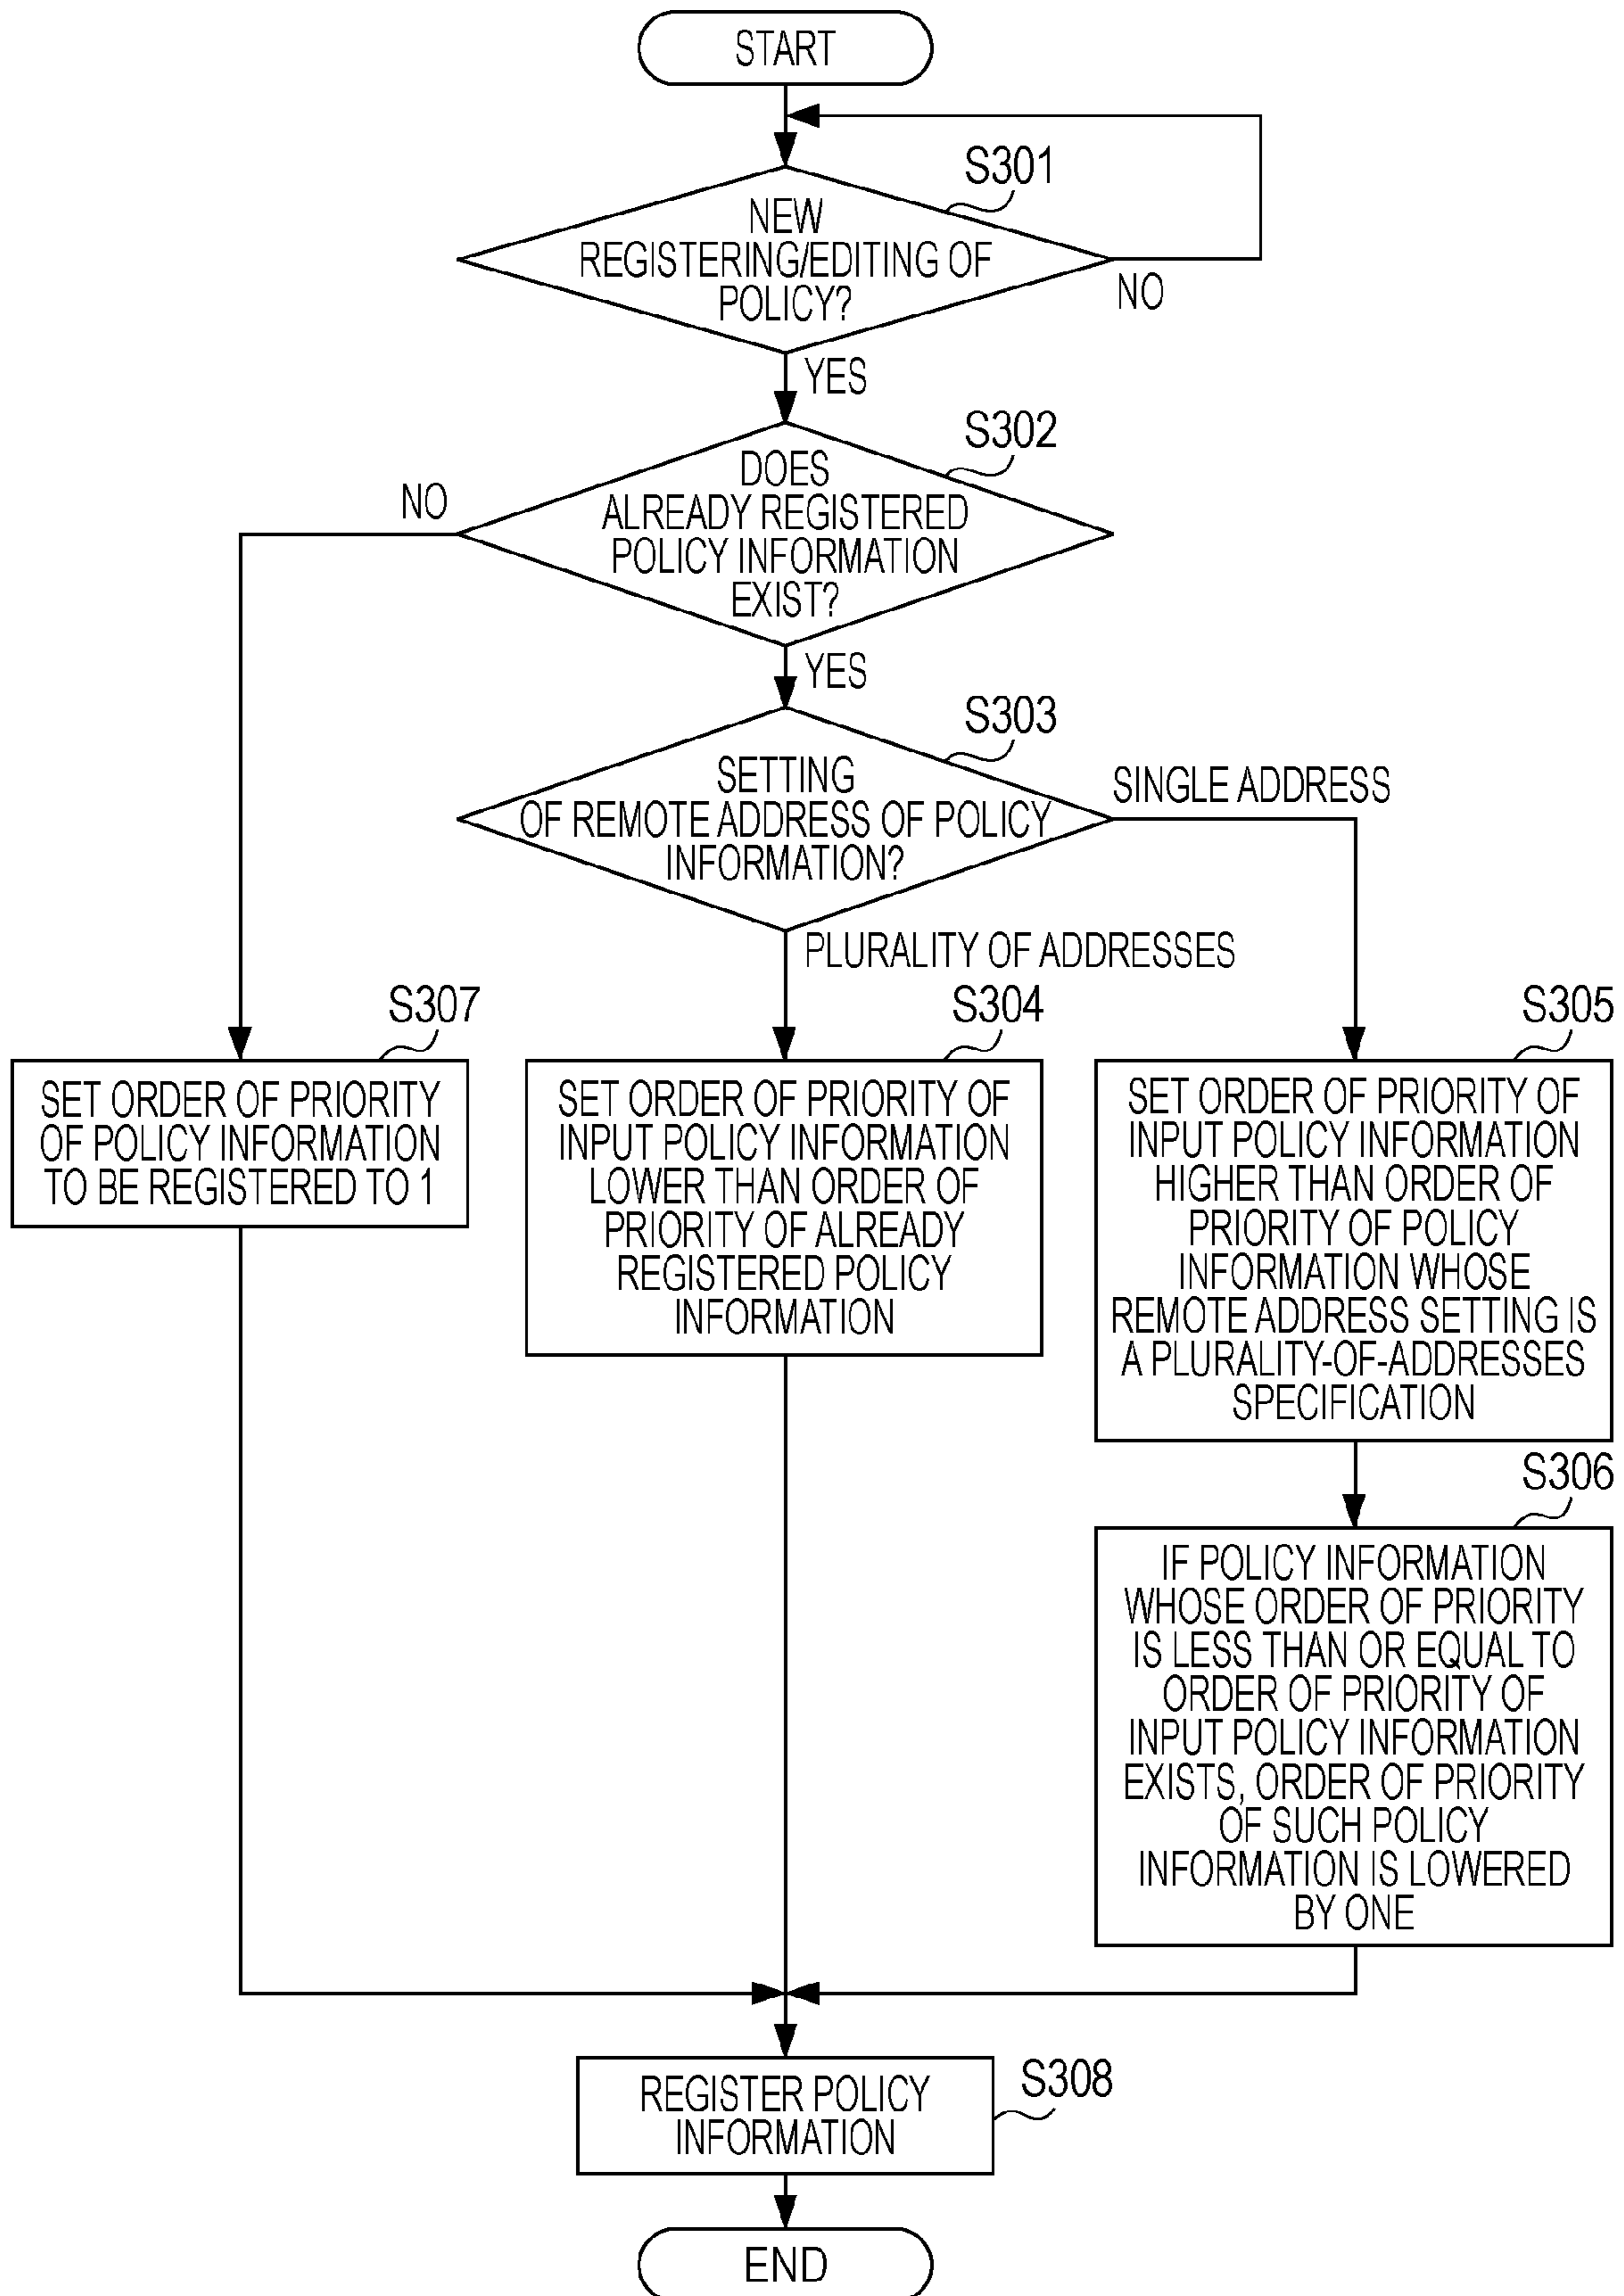 START
S301
NEW
REGISTERING/EDITING OF
POLICY?
NO
YES
S302
DOES
ALREADY REGISTERED
POLICY INFORMATION
EXIST?
NO
YES
S303
SETTING
OF REMOTE ADDRESS OF POLICY
INFORMATION?
SINGLE ADDRESS
PLURALITY OF ADDRESSES
S307
SET ORDER OF PRIORITY
OF POLICY INFORMATION
TO BE REGISTERED TO 1
S304
SET ORDER OF PRIORITY OF
INPUT POLICY INFORMATION
LOWER THAN ORDER OF
PRIORITY OF ALREADY
REGISTERED POLICY
INFORMATION
S305
SET ORDER OF PRIORITY OF
INPUT POLICY INFORMATION
HIGHER THAN ORDER OF
PRIORITY OF POLICY
INFORMATION WHOSE
REMOTE ADDRESS SETTING IS
A PLURALITY-OF-ADDRESSES
SPECIFICATION
S306
IF POLICY INFORMATION
WHOSE ORDER OF PRIORITY
IS LESS THAN OR EQUAL TO
ORDER OF PRIORITY OF
INPUT POLICY INFORMATION
EXISTS, ORDER OF PRIORITY
OF SUCH POLICY
INFORMATION IS LOWERED
BY ONE
REGISTER POLICY
INFORMATION
S308
END